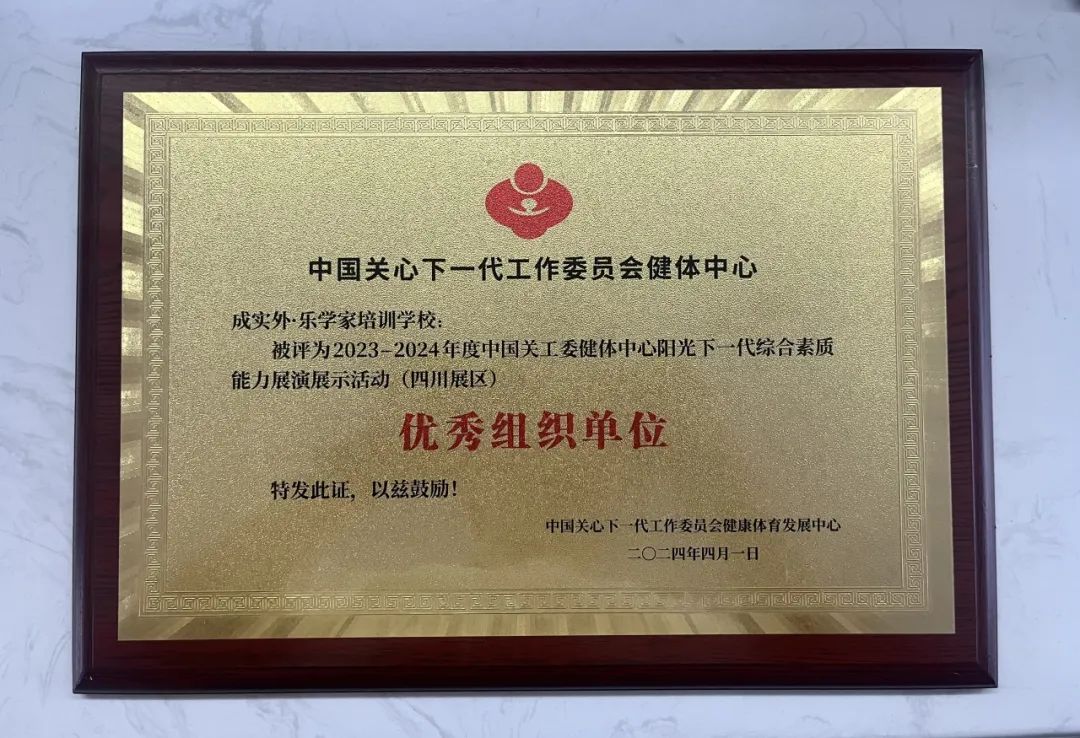 中国关心下一代工作委员会健体中心
成实外·乐学家培训学校：
被评为2023-2024年度中国关工委健体中心阳光下一代综合素质
能力展演展示活动（四川展区）
优秀组织单位
特发此证，以兹鼓励！
中国关心下一代工作委员会健康体育发展中心
二〇二四年四月一日